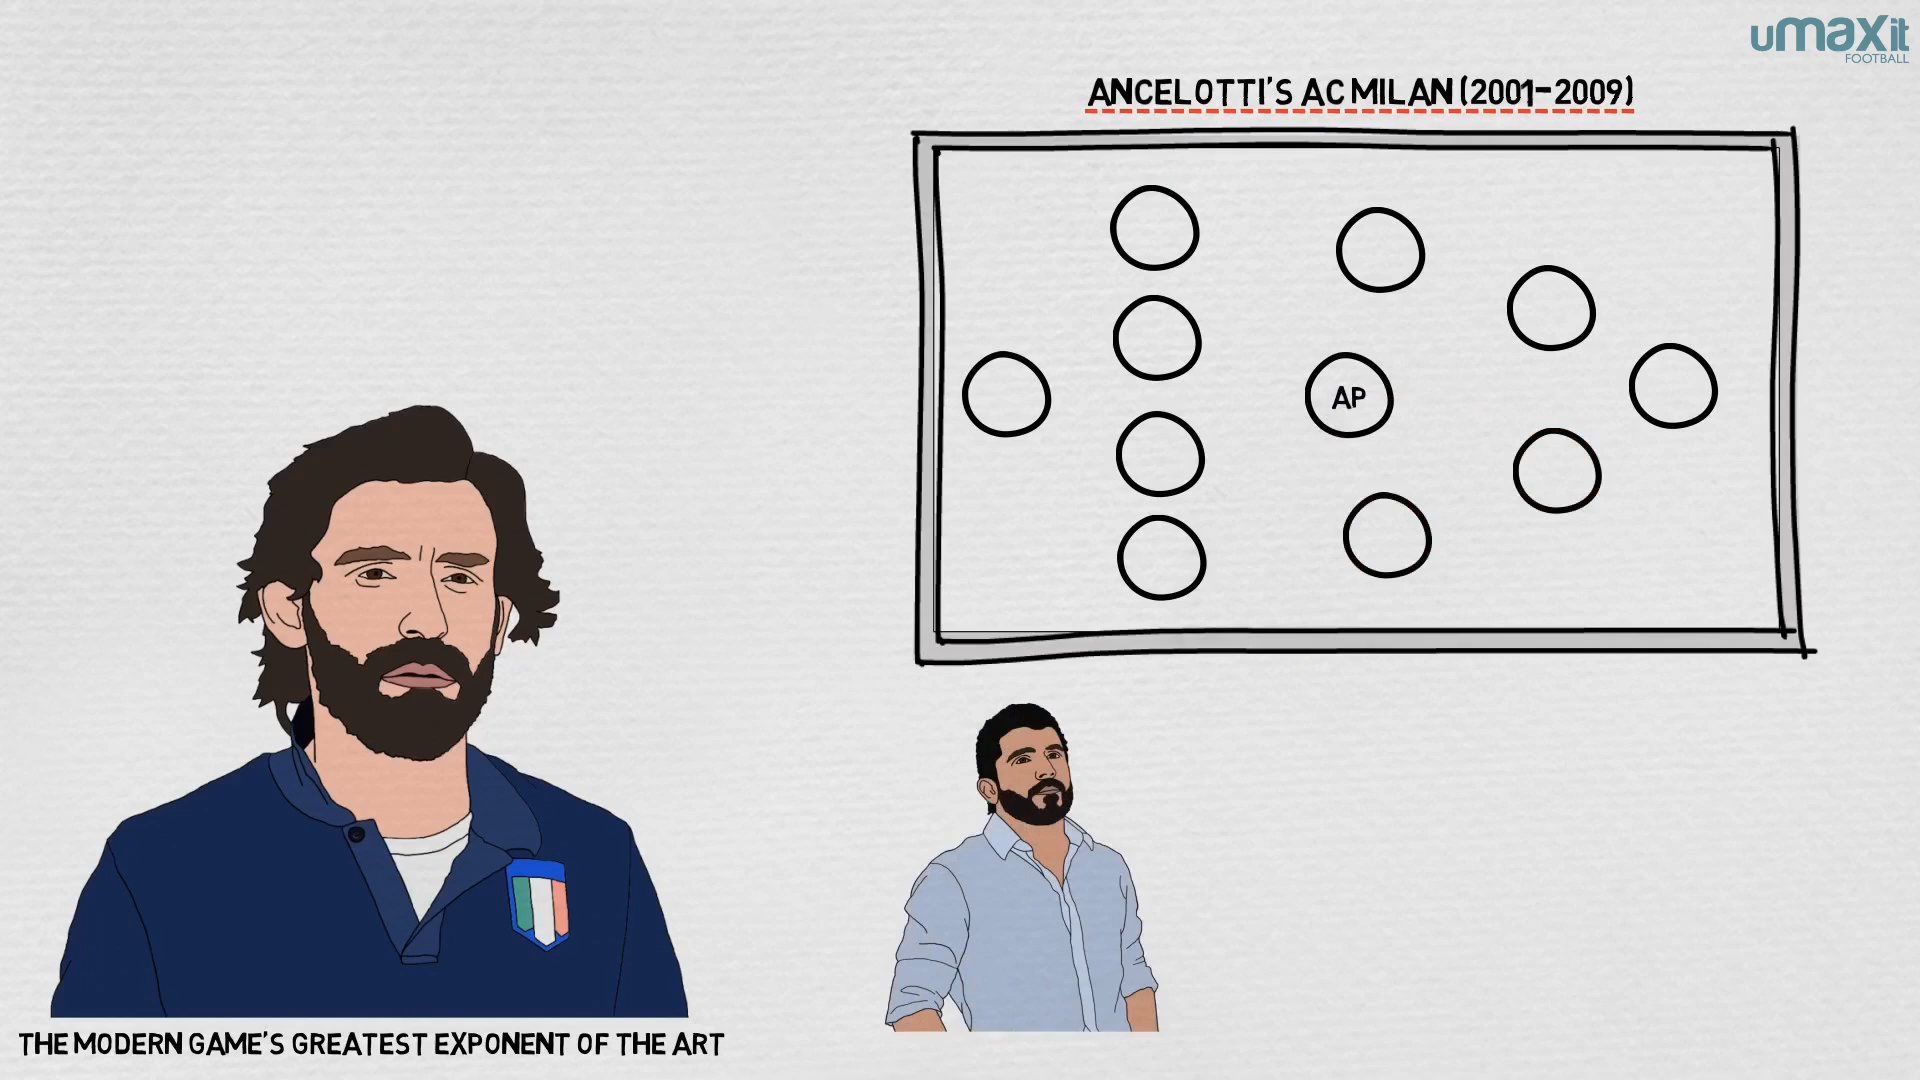 umaxit
FOOTBALL
ANCELOTTI'S AC MILAN (2001-2009)
AP
THE MODERN GAME'S GREATEST EXPONENT OF THE ART